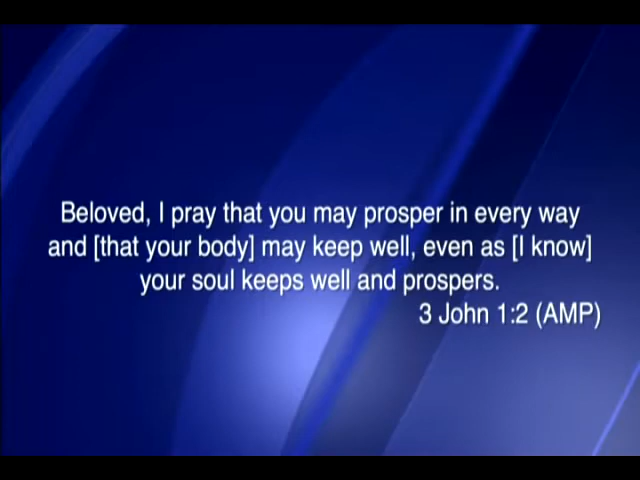 Beloved, I pray that you may prosper in every way
and [that your body] may keep well, even as [I know]
your soul keeps well and prospers.
3 John 1:2 (AMP)